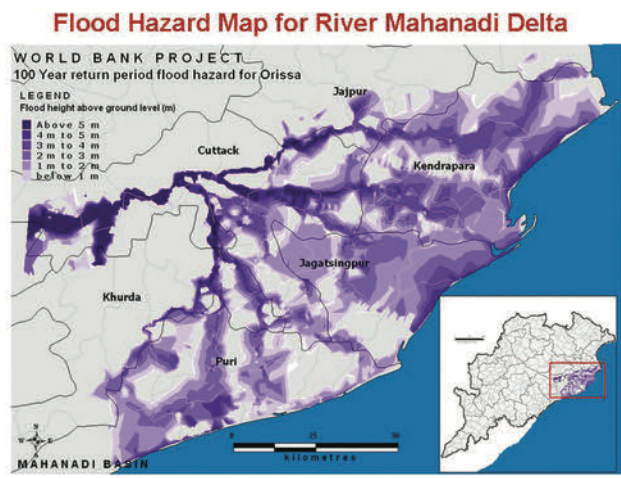 Flood Hazard Map for River Mahanadi Delta
WORLD BANK PROJECT
100 Year return period flood hazard for Orissa
LEGEND
Flood height above ground level (m)
Above 5 m
4 m to 5 m
3 m to 4 m
2 m to 3 m
1 m to 2 m
below 1 m
Jajpur
Cuttack
Kendrapara
Jagatsingpur
Khurda
Puri
N
W E
S
0 25 50
kilometres
MAHANADI BASIN